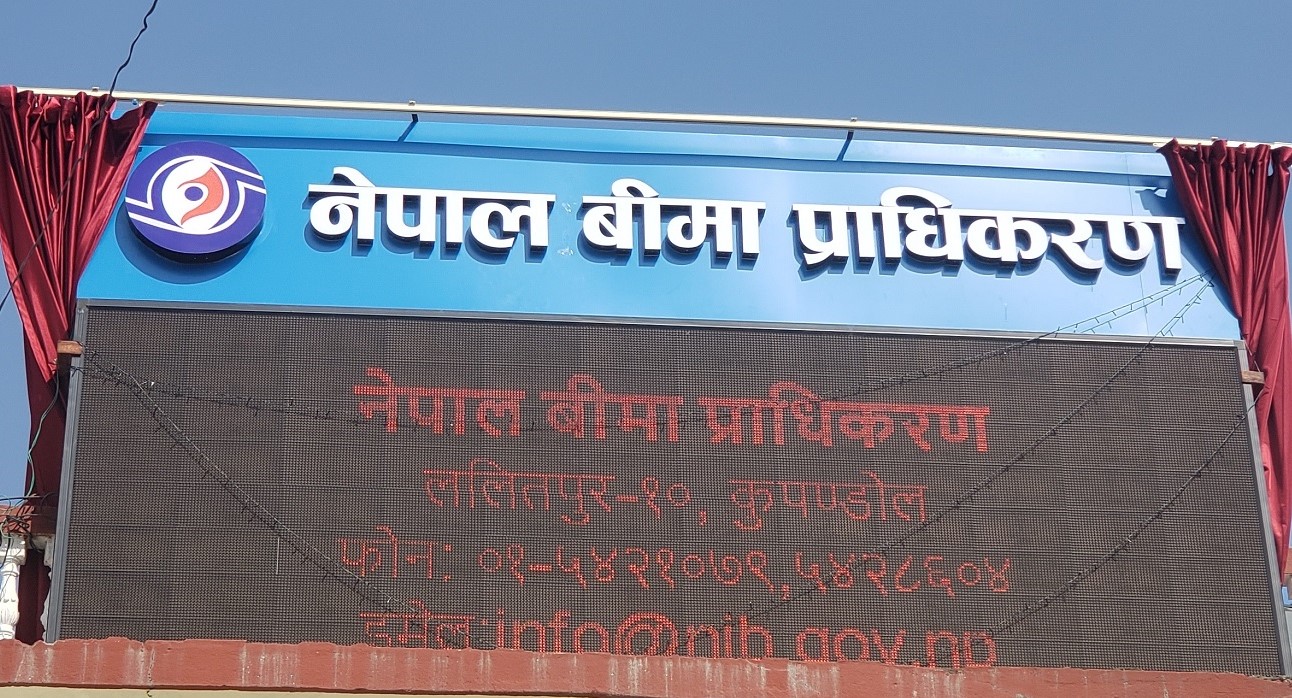 नेपाल बीमा प्राधिकरण
नेपाल बीमा प्राधिकरण
ललितपुर-१०, कुपण्डोल
फोन: ०१-५४२१०७९,५४२८६०४
इमेल:info@nib.gov.np